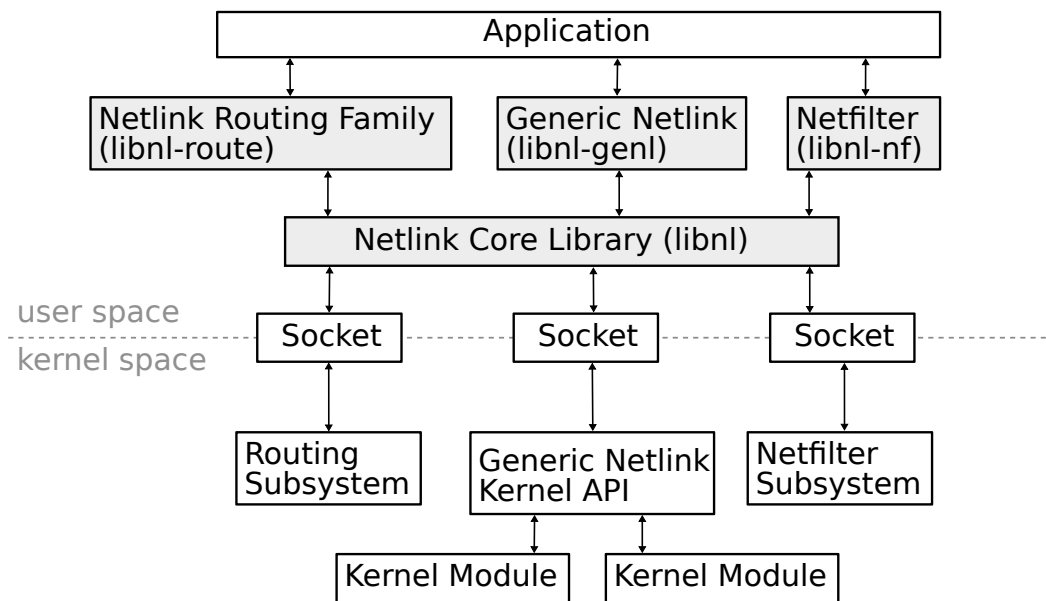 Application
Netlink Routing Family
(libnl-route)
Generic Netlink
(libnl-genl)
Netfilter
(libnl-nf)
Netlink Core Library (libnl)
user space
kernel space
Socket
Socket
Socket
Routing
Subsystem
Generic Netlink
Kernel API
Netfilter
Subsystem
Kernel Module
Kernel Module